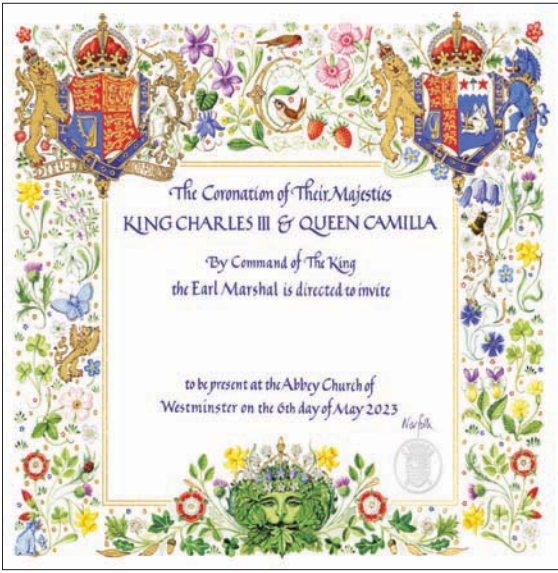 DIEU ET
The Coronation of Their Majesties
KING CHARLES III & QUEEN CAMILLA
By Command of The King
the Earl Marshal is directed to invite
to be present at the Abbey Church of
Westminster on the 6th day of May 2023
Norfolk